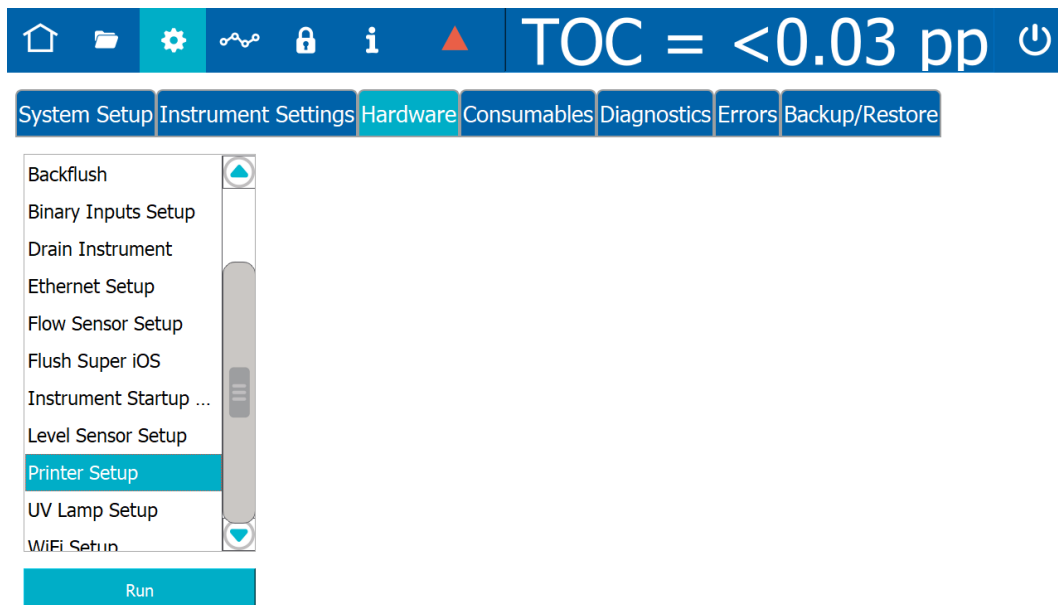 TOC = <0.03 pp
System Setup Instrument Settings Hardware Consumables Diagnostics Errors Backup/Restore
Backflush
Binary Inputs Setup
Drain Instrument
Ethernet Setup
Flow Sensor Setup
Flush Super iOS
Instrument Startup ...
Level Sensor Setup
Printer Setup
UV Lamp Setup
WiFi Setup
Run